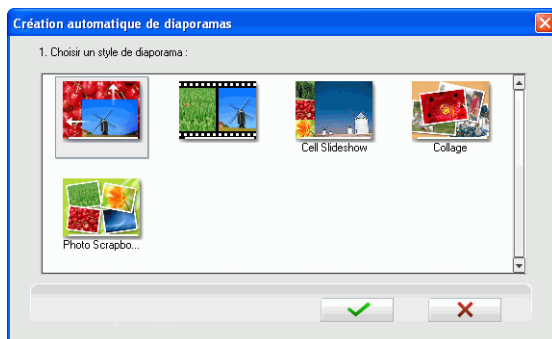 Création automatique de diaporamas
1. Choisir un style de diaporama :
Cell Slideshow
Collage
Photo Scrapbo...